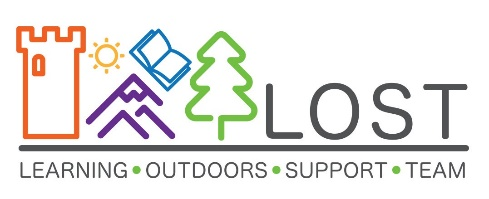 LOST
LEARNING • OUTDOORS • SUPPORT • TEAM